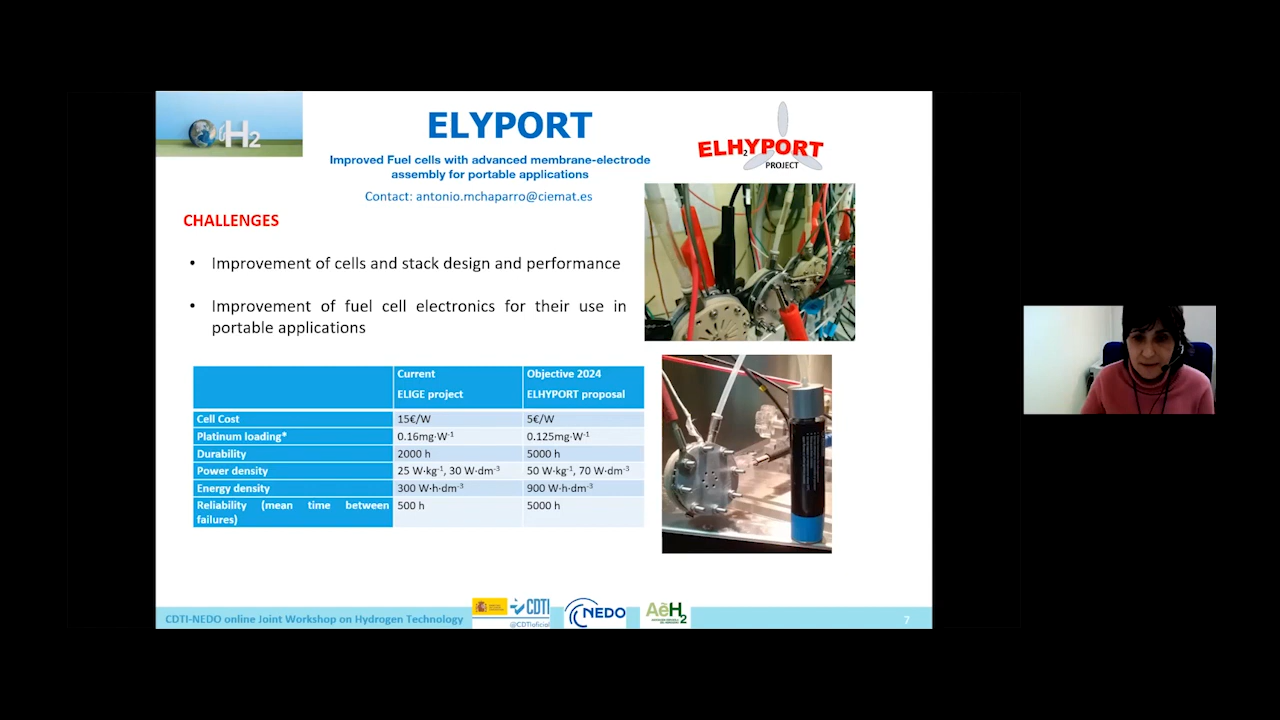 H2
ELYPORT
Improved Fuel cells with advanced membrane-electrode
assembly for portable applications
Contact: antonio.mchaparro@ciemat.es
ELH2YPORT
PROJECT
CHALLENGES
• Improvement of cells and stack design and performance
• Improvement of fuel cell electronics for their use in
portable applications
Current
ELIGE project
Objective 2024
ELHYPORT proposal
Cell Cost 15€/W 5€/W
Platinum loading* 0.16mg·W⁻¹ 0.125mg·W⁻¹
Durability 2000 h 5000 h
Power density 25 W·kg⁻¹, 30 W·dm⁻³ 50 W·kg⁻¹, 70 W·dm⁻³
Energy density 300 W·h·dm⁻³ 900 W·h·dm⁻³
Reliability (mean time between
failures) 500 h 5000 h
CDTI-NEDO online Joint Workshop on Hydrogen Technology
CDTI
@CDTIoficial
NEDO
AeH2
7